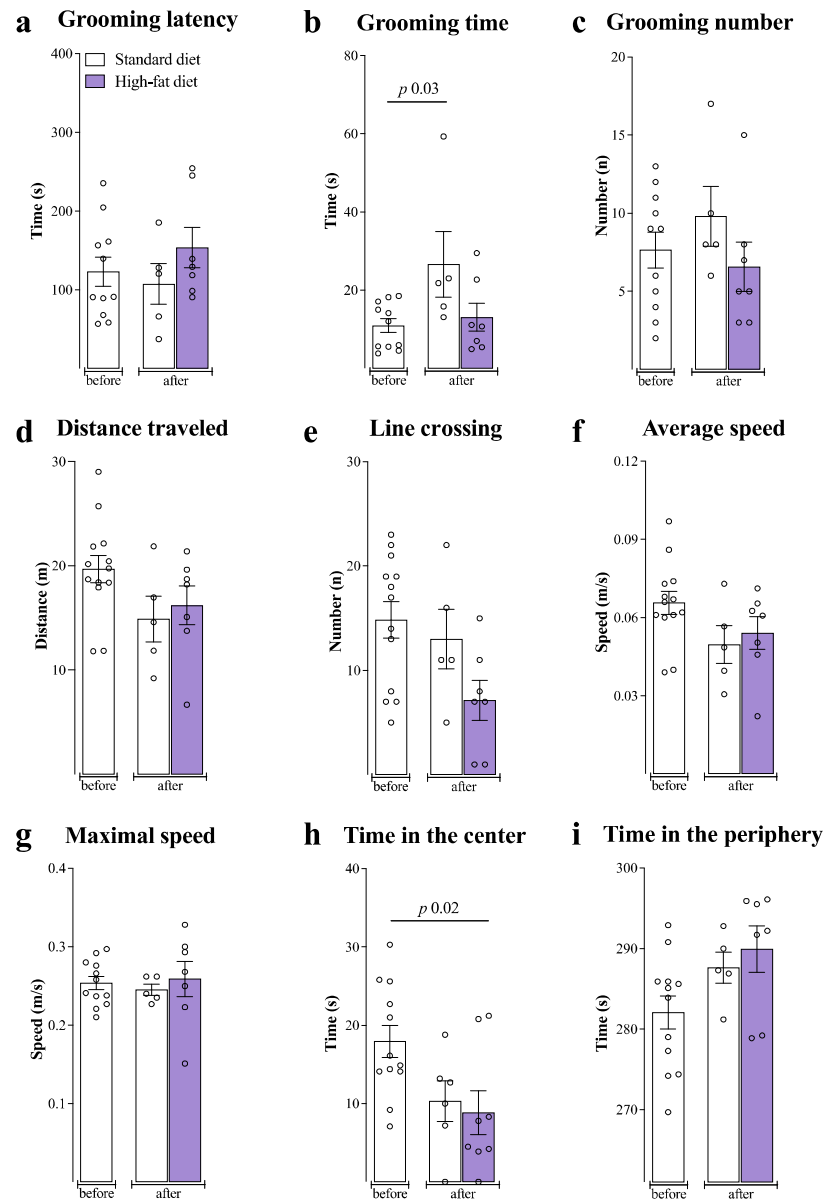 a Grooming latency
400
300
200
100
Time (s)
Standard diet
High-fat diet
before
after
b Grooming time
80
60
40
20
Time (s)
p 0.03
before
after
c Grooming number
20
15
10
5
Number (n)
before
after
d Distance traveled
30
20
10
Distance (m)
before
after
e Line crossing
30
20
10
Number (n)
before
after
f Average speed
0.12
0.09
0.06
0.03
Speed (m/s)
before
after
g Maximal speed
0.4
0.3
0.2
0.1
Speed (m/s)
before
after
h Time in the center
40
30
20
10
Time (s)
p 0.02
before
after
i Time in the periphery
300
290
280
270
Time (s)
before
after